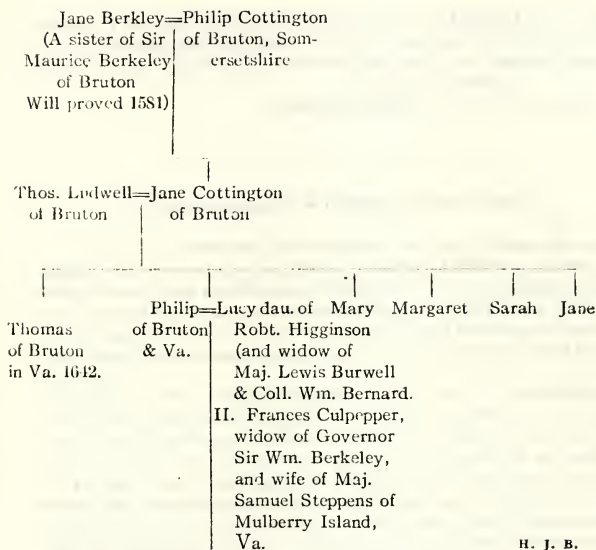 Jane Berkley=Philip Cottington
(A sister of Sir of Bruton, Som-
Maurice Berkeley ersetshire
of Bruton
Will proved 1581)
Thos. Ludwell=Jane Cottington
of Bruton of Bruton
Philip=Lucy dau. of Mary Margaret Sarah Jane
Thomas of Bruton Robt. Higginson
of Bruton & Va. (and widow of
in Va. 1642. Maj. Lewis Burwell
& Coll. Wm. Bernard.
II. Frances Culpepper,
widow of Governor
Sir Wm. Berkeley,
and wife of Maj.
Samuel Steppens of
Mulberry Island,
Va. H. J. B.